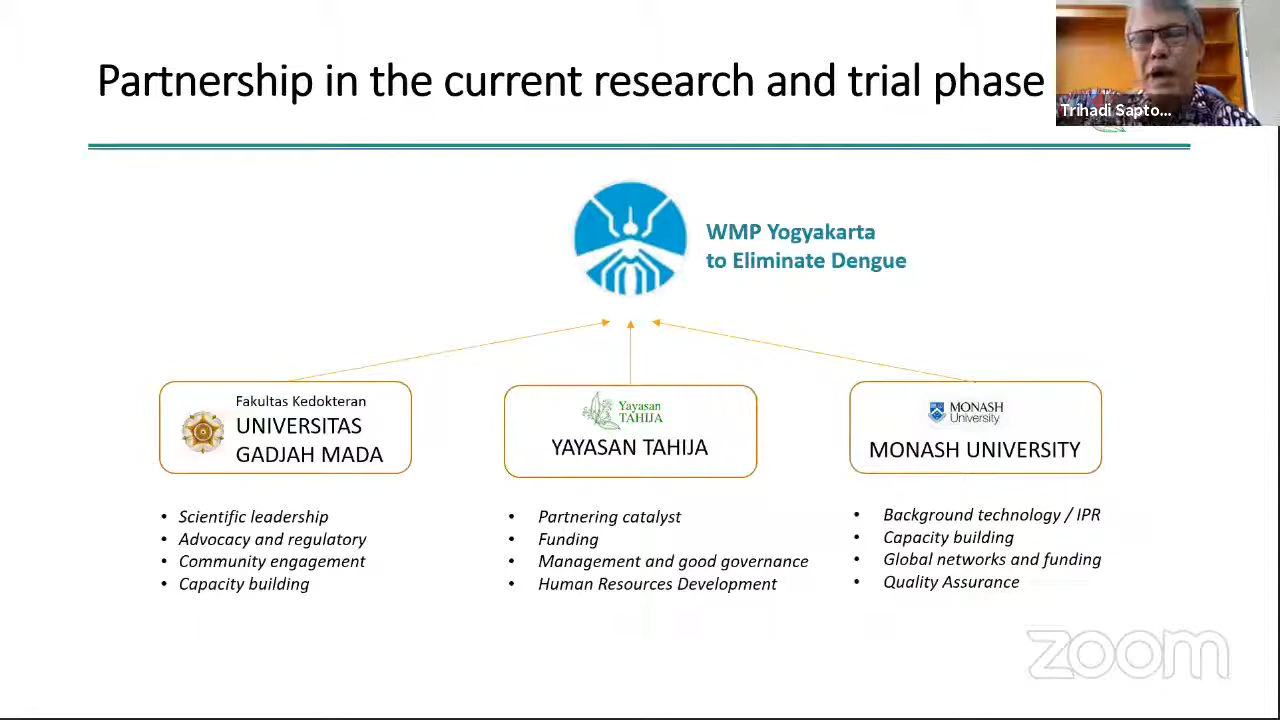 Partnership in the current research and trial phase
Trihadi Sapto...
WMP Yogyakarta
to Eliminate Dengue
Fakultas Kedokteran
UNIVERSITAS
GADJAH MADA
• Scientific leadership
• Advocacy and regulatory
• Community engagement
• Capacity building
Yayasan
TAHIJA
YAYASAN TAHIJA
• Partnering catalyst
• Funding
• Management and good governance
• Human Resources Development
MONASH
University
MONASH UNIVERSITY
• Background technology / IPR
• Capacity building
• Global networks and funding
• Quality Assurance
zoom